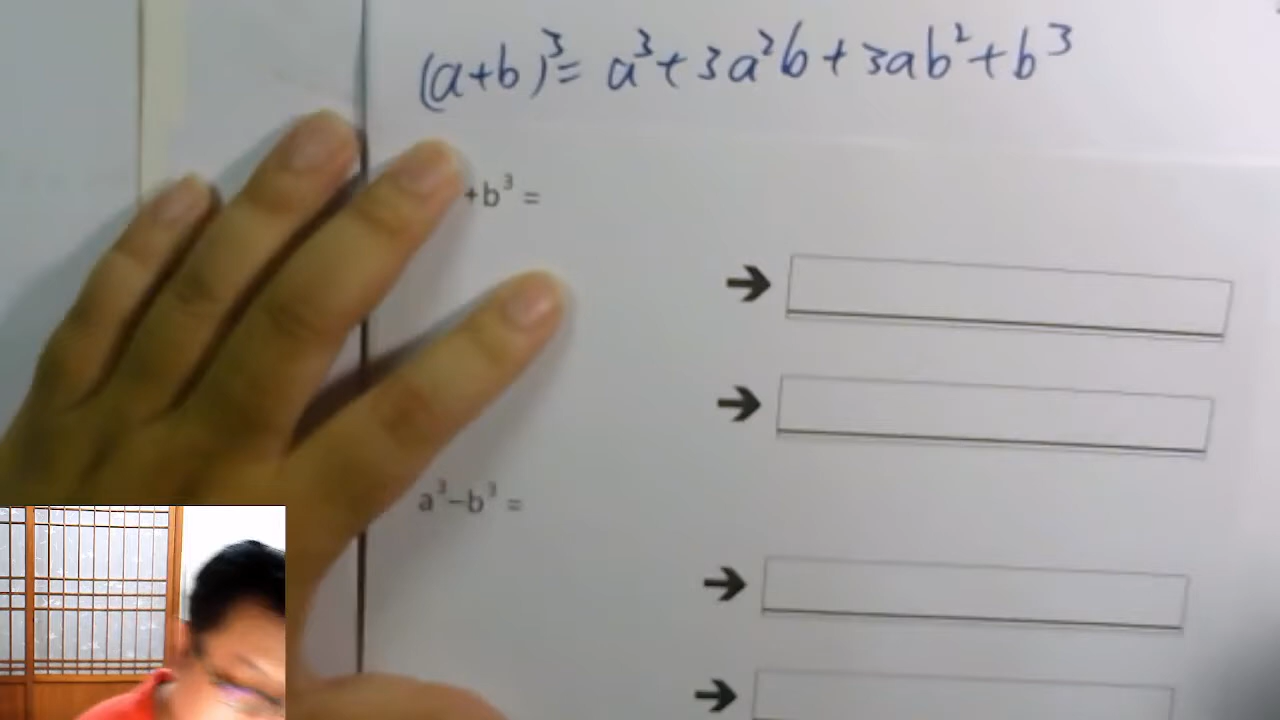 (a+b)³= a³+3a²b+3ab²+b³
+b³ =
➔
➔
a³−b³ =
➔
➔